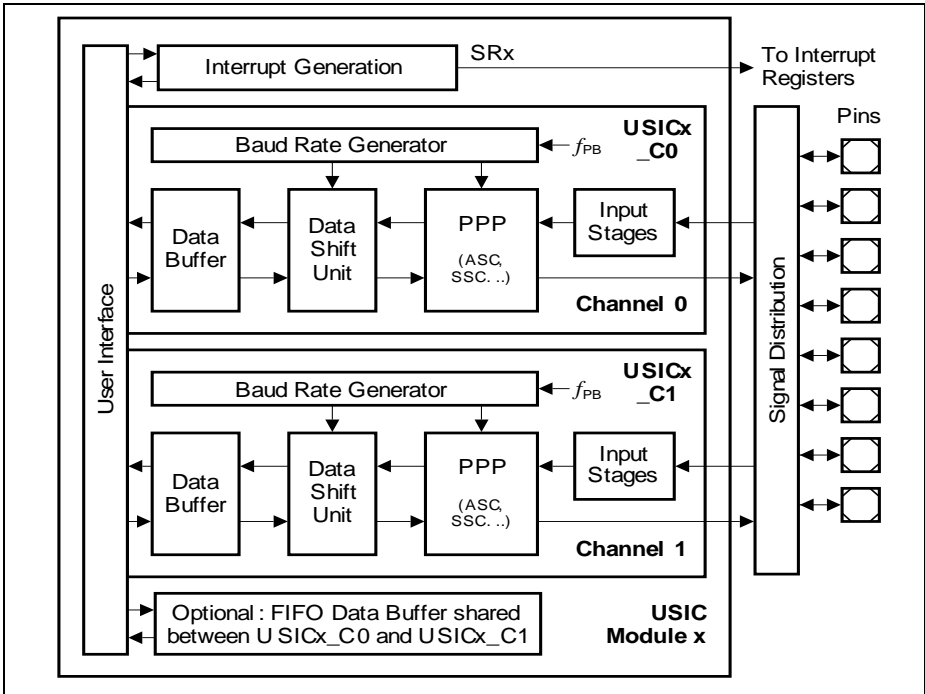 Interrupt Generation
SRx
To Interrupt
Registers
User Interface
Baud Rate Generator
fPB
USICx
_C0
Data
Buffer
Data
Shift
Unit
PPP
(ASC,
SSC. ..)
Input
Stages
Channel 0
Baud Rate Generator
fPB
USICx
_C1
Data
Buffer
Data
Shift
Unit
PPP
(ASC,
SSC. ..)
Input
Stages
Channel 1
Optional : FIFO Data Buffer shared
between USICx_C0 and USICx_C1
USIC
Module x
Signal Distribution
Pins